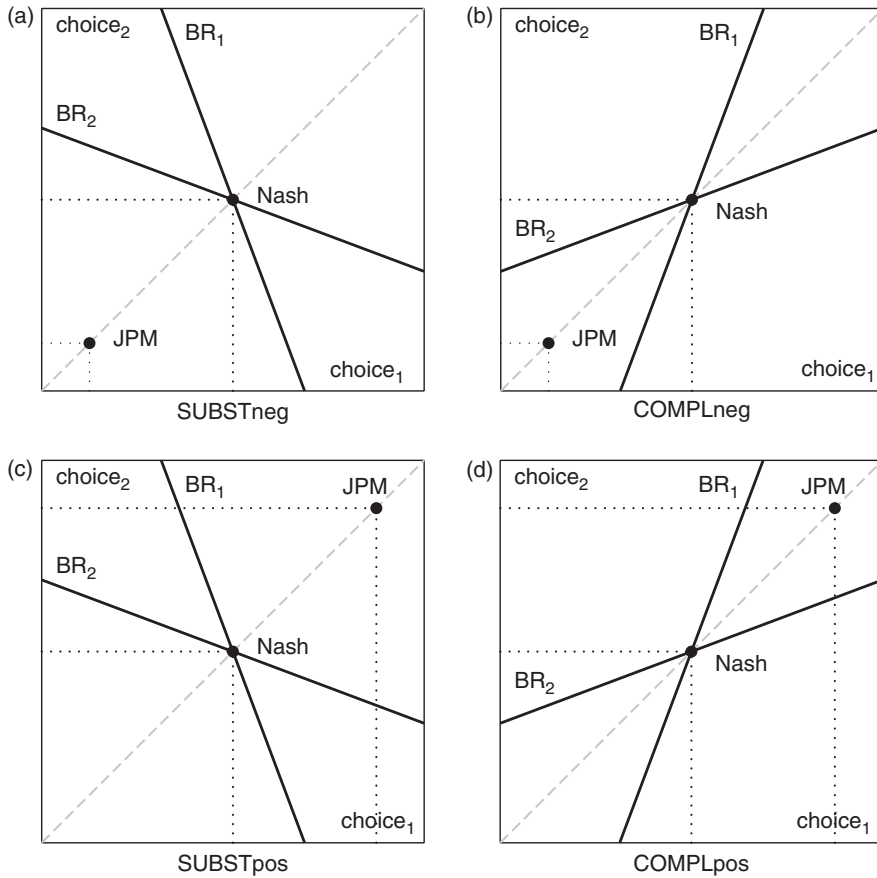 (a)
choice₂
BR₁
BR₂
Nash
JPM
choice₁
SUBSTneg
(b)
choice₂
BR₁
BR₂
Nash
JPM
choice₁
COMPLneg
(c)
choice₂
BR₁
JPM
BR₂
Nash
choice₁
SUBSTpos
(d)
choice₂
BR₁
JPM
BR₂
Nash
choice₁
COMPLpos